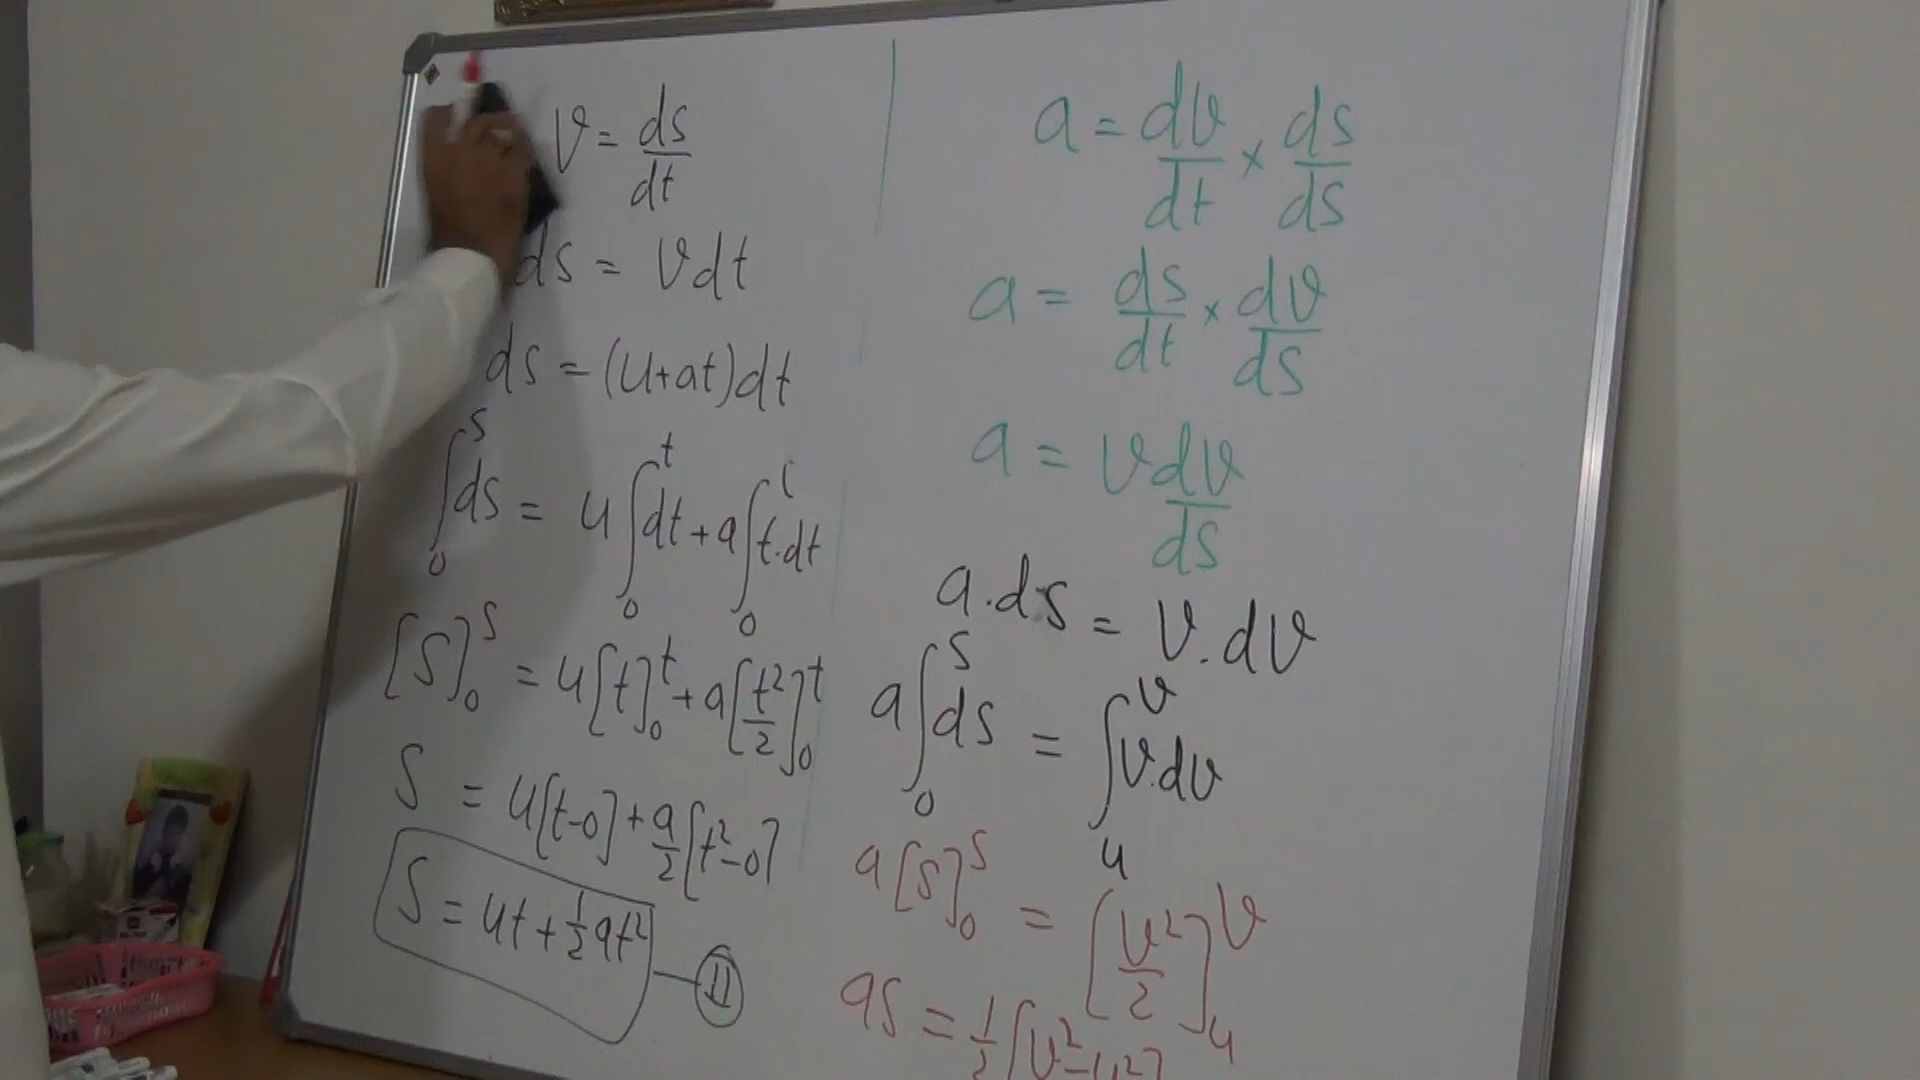 v = ds/dt
ds = vdt
ds = (u+at)dt
∫₀ˢ ds = u∫₀ᵗ dt + a∫₀ᵗ t.dt
[S]₀ˢ = u[t]₀ᵗ + a[t²/2]₀ᵗ
S = u[t-0] + a/2[t²-0]
S = ut + 1/2 at² — II
a = dv/dt × ds/ds
a = ds/dt × dv/ds
a = vdv/ds
a.ds = v.dv
a∫₀ˢ ds = ∫ᵤᵛ v.dv
a[S]₀ˢ = [v²/2]ᵤᵛ
as = 1/2[v²-u²]